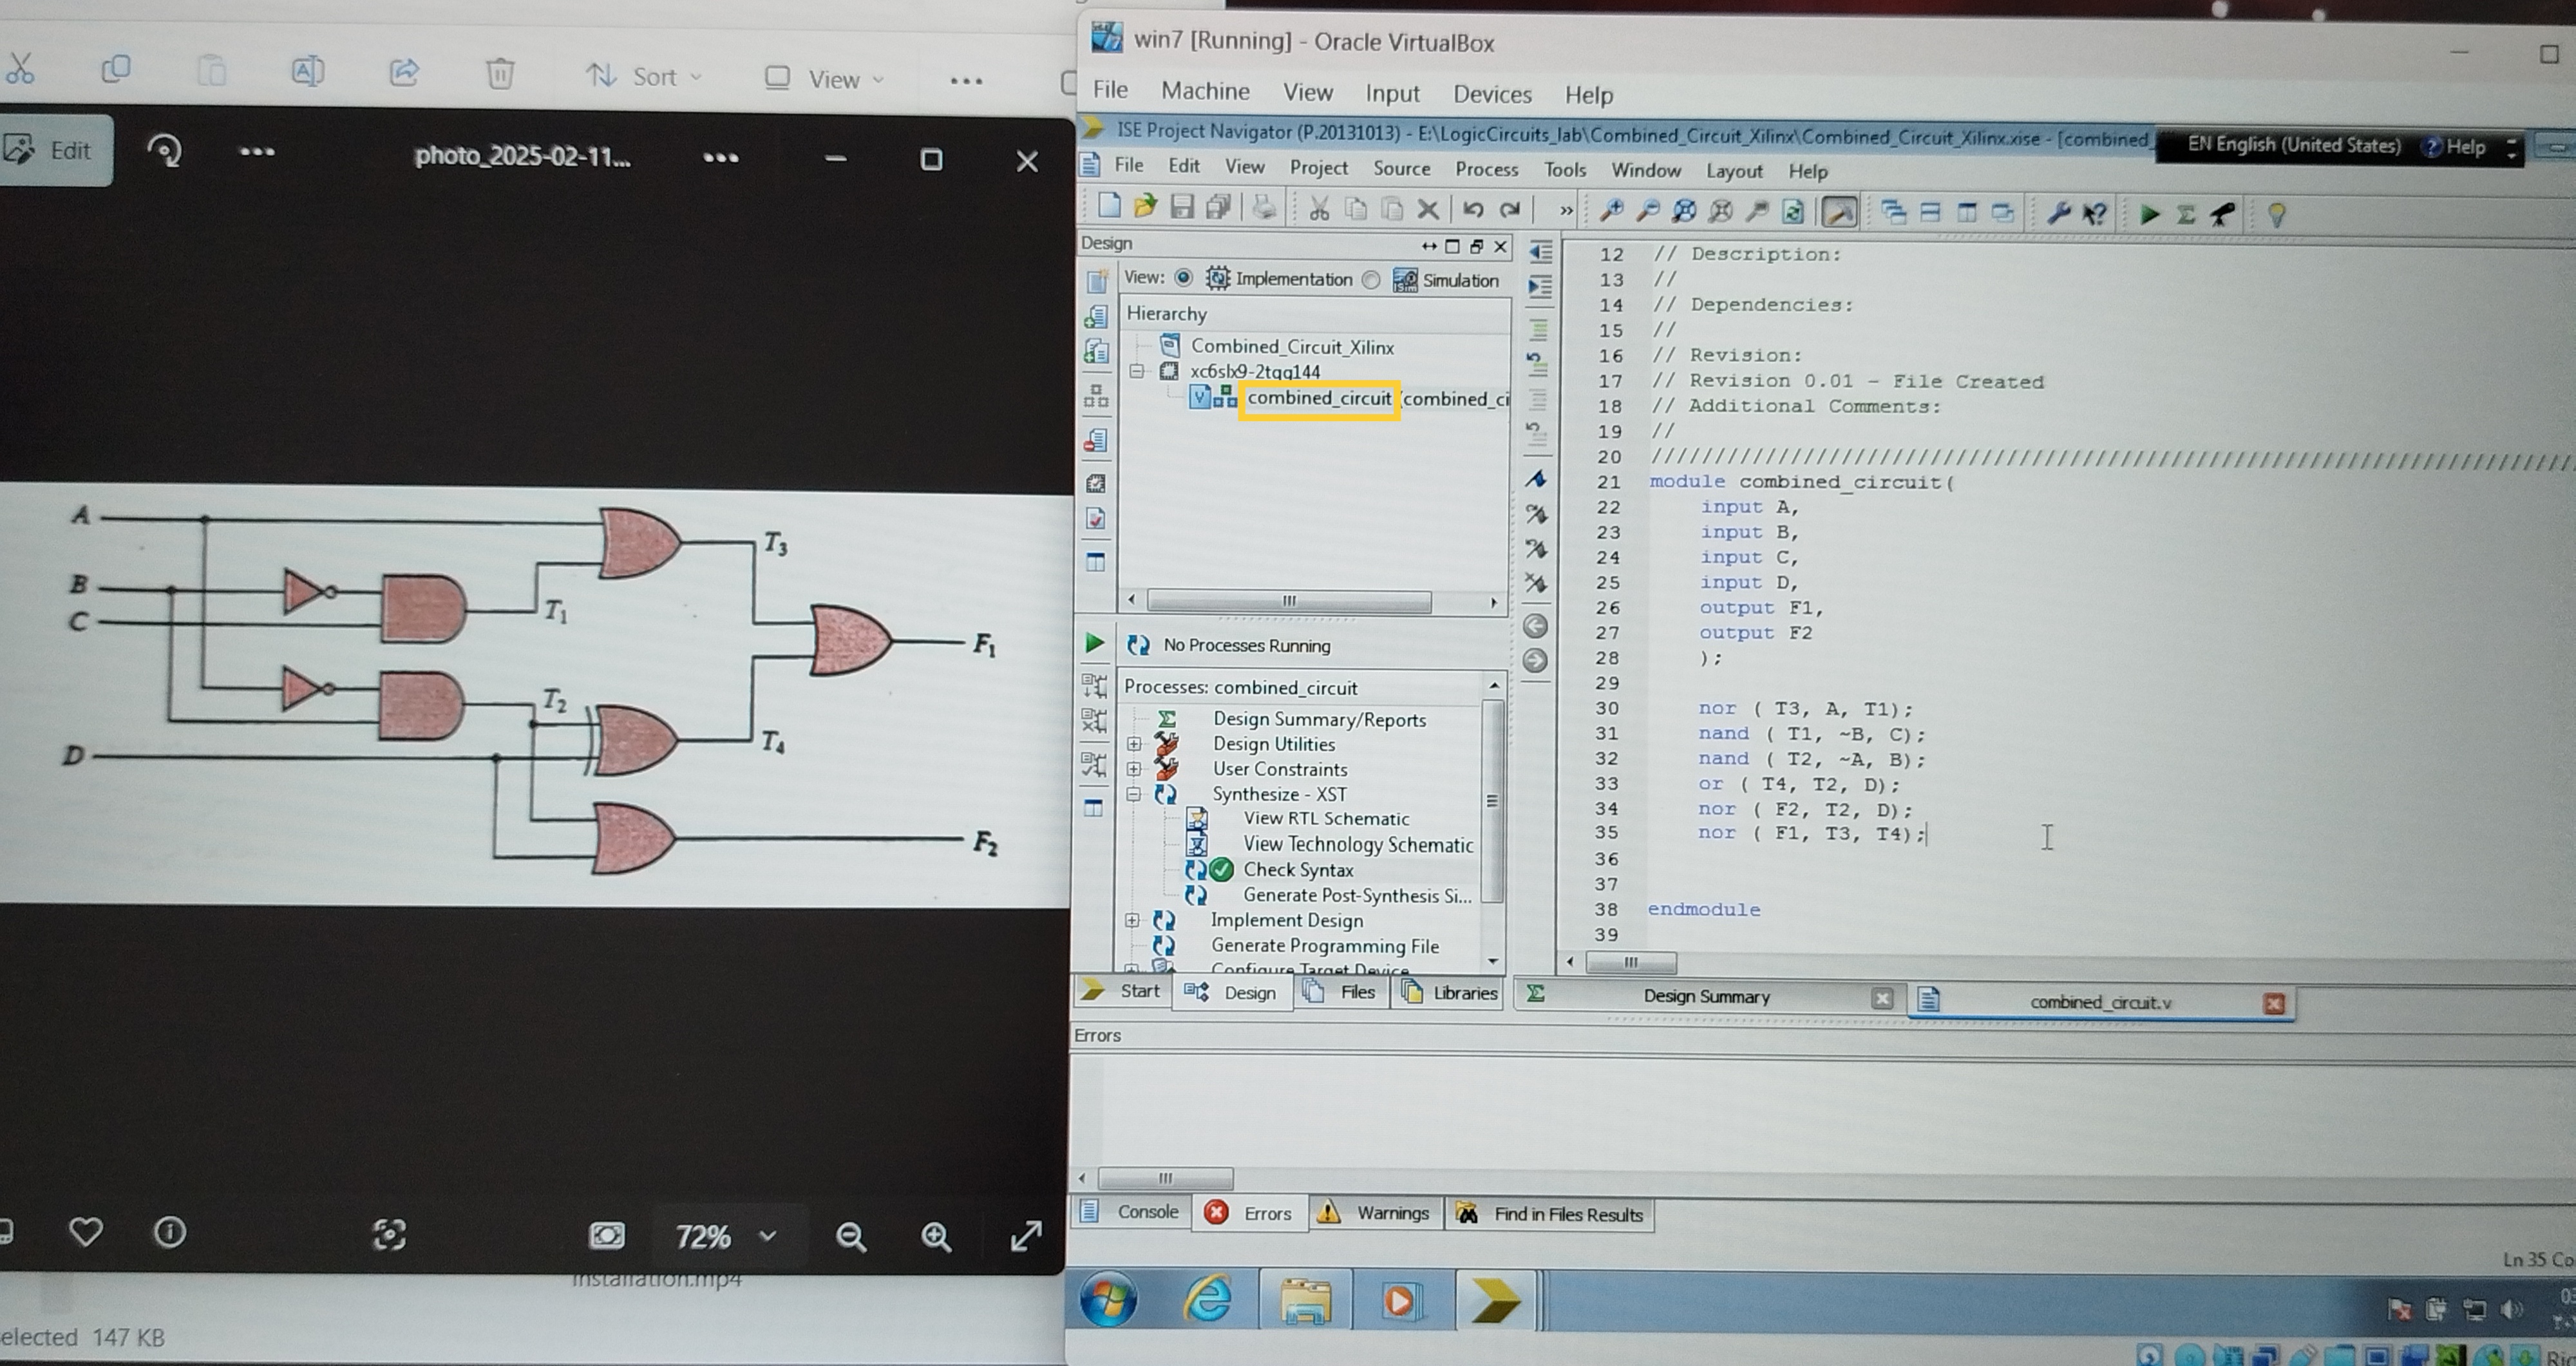 Sort
View
Edit
photo_2025-02-11...
A
B
C
D
T1
T2
T3
T4
F1
F2
72%
installation.mp4
147 KB
win7 [Running] - Oracle VirtualBox
File Machine View Input Devices Help
ISE Project Navigator (P.20131013) - E:\LogicCircuits_lab\Combined_Circuit_Xilinx\Combined_Circuit_Xilinx.xise - [combined_
EN English (United States) Help
File Edit View Project Source Process Tools Window Layout Help
Design
View: Implementation Simulation
Hierarchy
Combined_Circuit_Xilinx
xc6slx9-2tqg144
combined_circuit (combined_ci
No Processes Running
Processes: combined_circuit
Design Summary/Reports
Design Utilities
User Constraints
Synthesize - XST
View RTL Schematic
View Technology Schematic
Check Syntax
Generate Post-Synthesis Si...
Implement Design
Generate Programming File
Configure Target Device
Start Design Files Libraries
12 // Description:
13 //
14 // Dependencies:
15 //
16 // Revision:
17 // Revision 0.01 - File Created
18 // Additional Comments:
19 //
20 ////////////////////////////////////////////////////////////////////////
21 module combined_circuit(
22 input A,
23 input B,
24 input C,
25 input D,
26 output F1,
27 output F2
28 );
29
30 nor ( T3, A, T1);
31 nand ( T1, ~B, C);
32 nand ( T2, ~A, B);
33 or ( T4, T2, D);
34 nor ( F2, T2, D);
35 nor ( F1, T3, T4);
36
37
38 endmodule
39
Design Summary
combined_circuit.v
Errors
Console Errors Warnings Find in Files Results
Ln 35